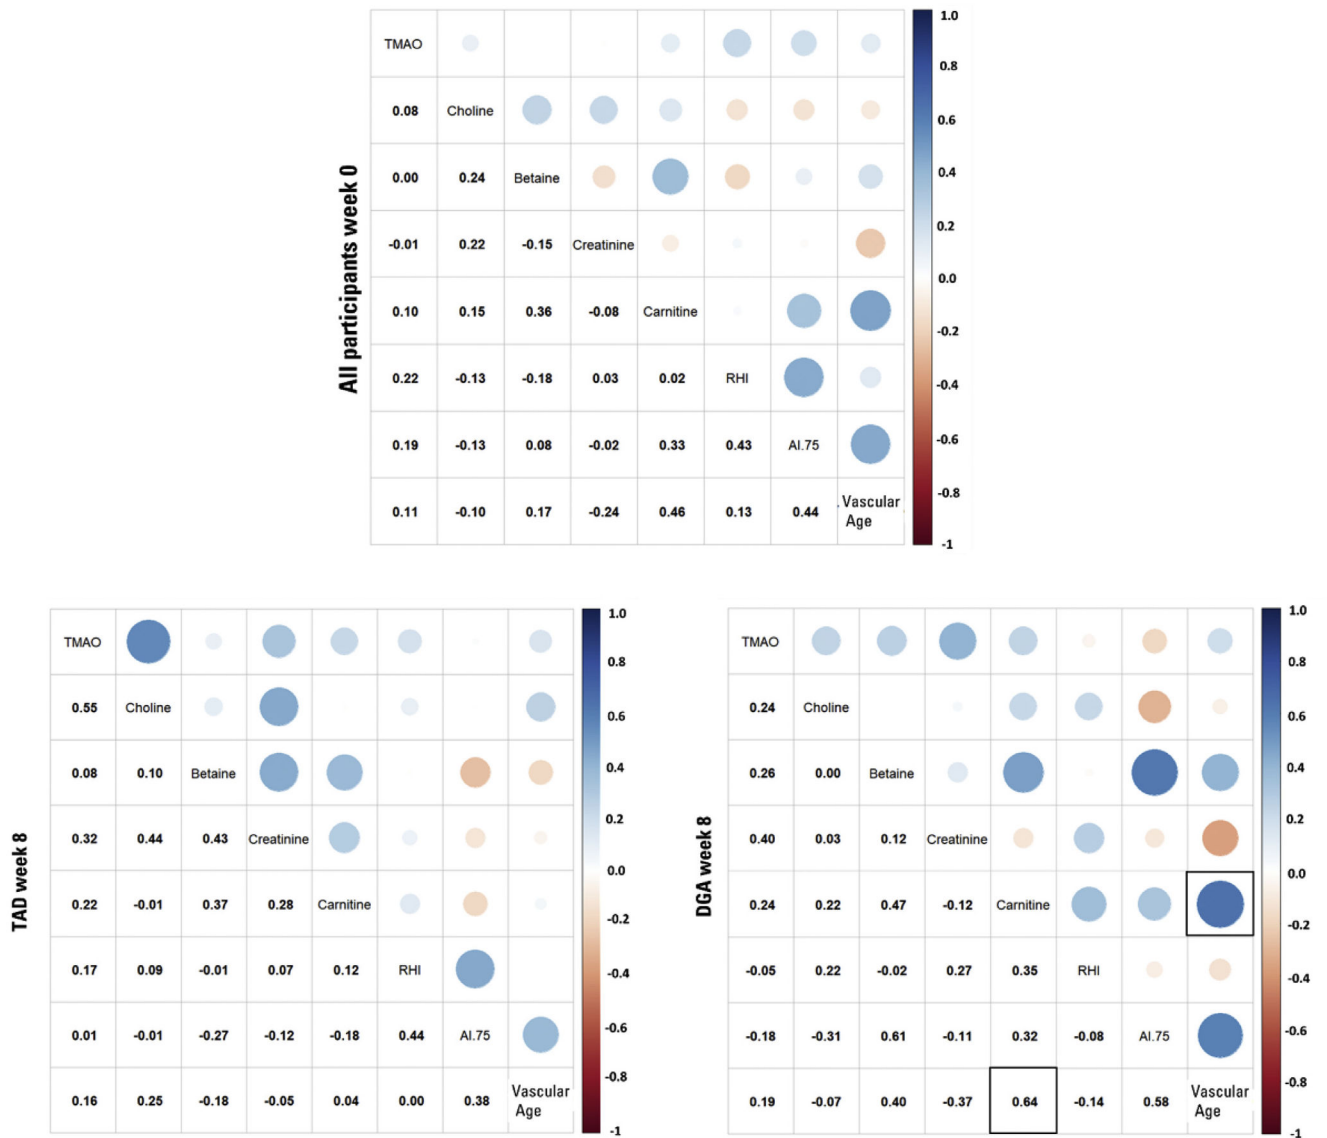 All participants week 0
TMAO
0.08 Choline
0.00 0.24 Betaine
-0.01 0.22 -0.15 Creatinine
0.10 0.15 0.36 -0.08 Carnitine
0.22 -0.13 -0.18 0.03 0.02 RHI
0.19 -0.13 0.08 -0.02 0.33 0.43 AI.75
0.11 -0.10 0.17 -0.24 0.46 0.13 0.44 Vascular
Age
1.0
0.8
0.6
0.4
0.2
0.0
-0.2
-0.4
-0.6
-0.8
-1
TAD week 8
TMAO
0.55 Choline
0.08 0.10 Betaine
0.32 0.44 0.43 Creatinine
0.22 -0.01 0.37 0.28 Carnitine
0.17 0.09 -0.01 0.07 0.12 RHI
0.01 -0.01 -0.27 -0.12 -0.18 0.44 AI.75
0.16 0.25 -0.18 -0.05 0.04 0.00 0.38 Vascular
Age
1.0
0.8
0.6
0.4
0.2
0.0
-0.2
-0.4
-0.6
-0.8
-1
DGA week 8
TMAO
0.24 Choline
0.26 0.00 Betaine
0.40 0.03 0.12 Creatinine
0.24 0.22 0.47 -0.12 Carnitine
-0.05 0.22 -0.02 0.27 0.35 RHI
-0.18 -0.31 0.61 -0.11 0.32 -0.08 AI.75
0.19 -0.07 0.40 -0.37 0.64 -0.14 0.58 Vascular
Age
1.0
0.8
0.6
0.4
0.2
0.0
-0.2
-0.4
-0.6
-0.8
-1